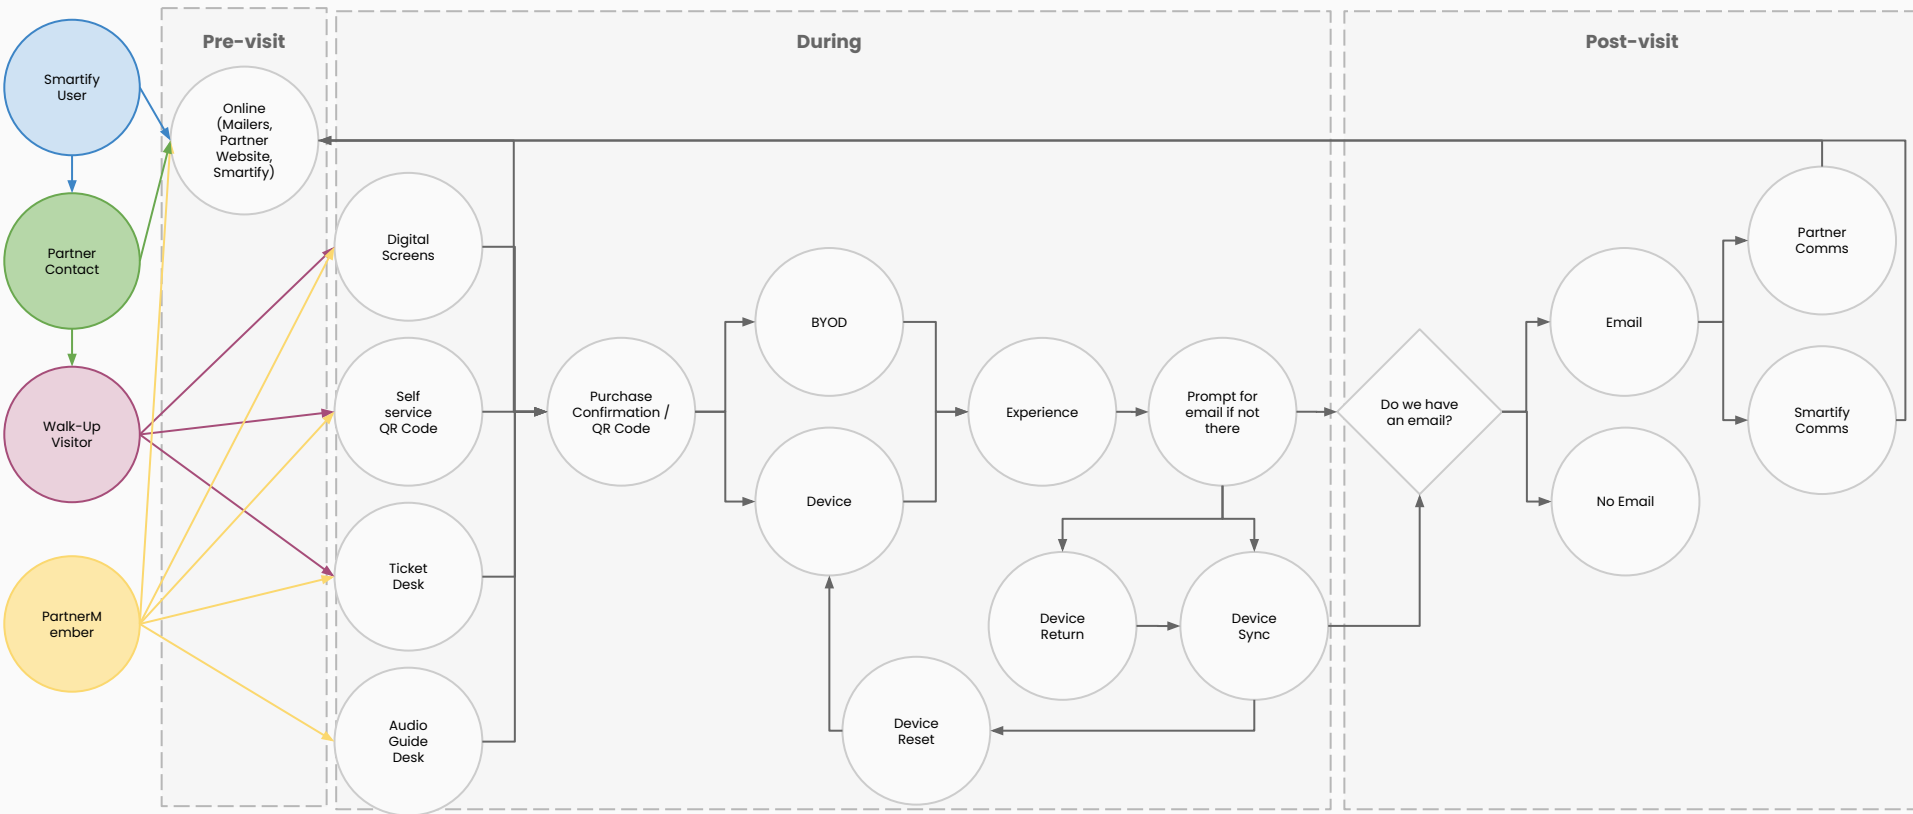 Pre-visit
During
Post-visit
Smartify
User
Partner
Contact
Walk-Up
Visitor
PartnerM
ember
Online
(Mailers,
Partner
Website,
Smartify)
Digital
Screens
Self
service
QR Code
Ticket
Desk
Audio
Guide
Desk
Purchase
Confirmation /
QR Code
BYOD
Device
Experience
Prompt for
email if not
there
Device
Return
Device
Sync
Device
Reset
Do we have
an email?
Email
No Email
Partner
Comms
Smartify
Comms